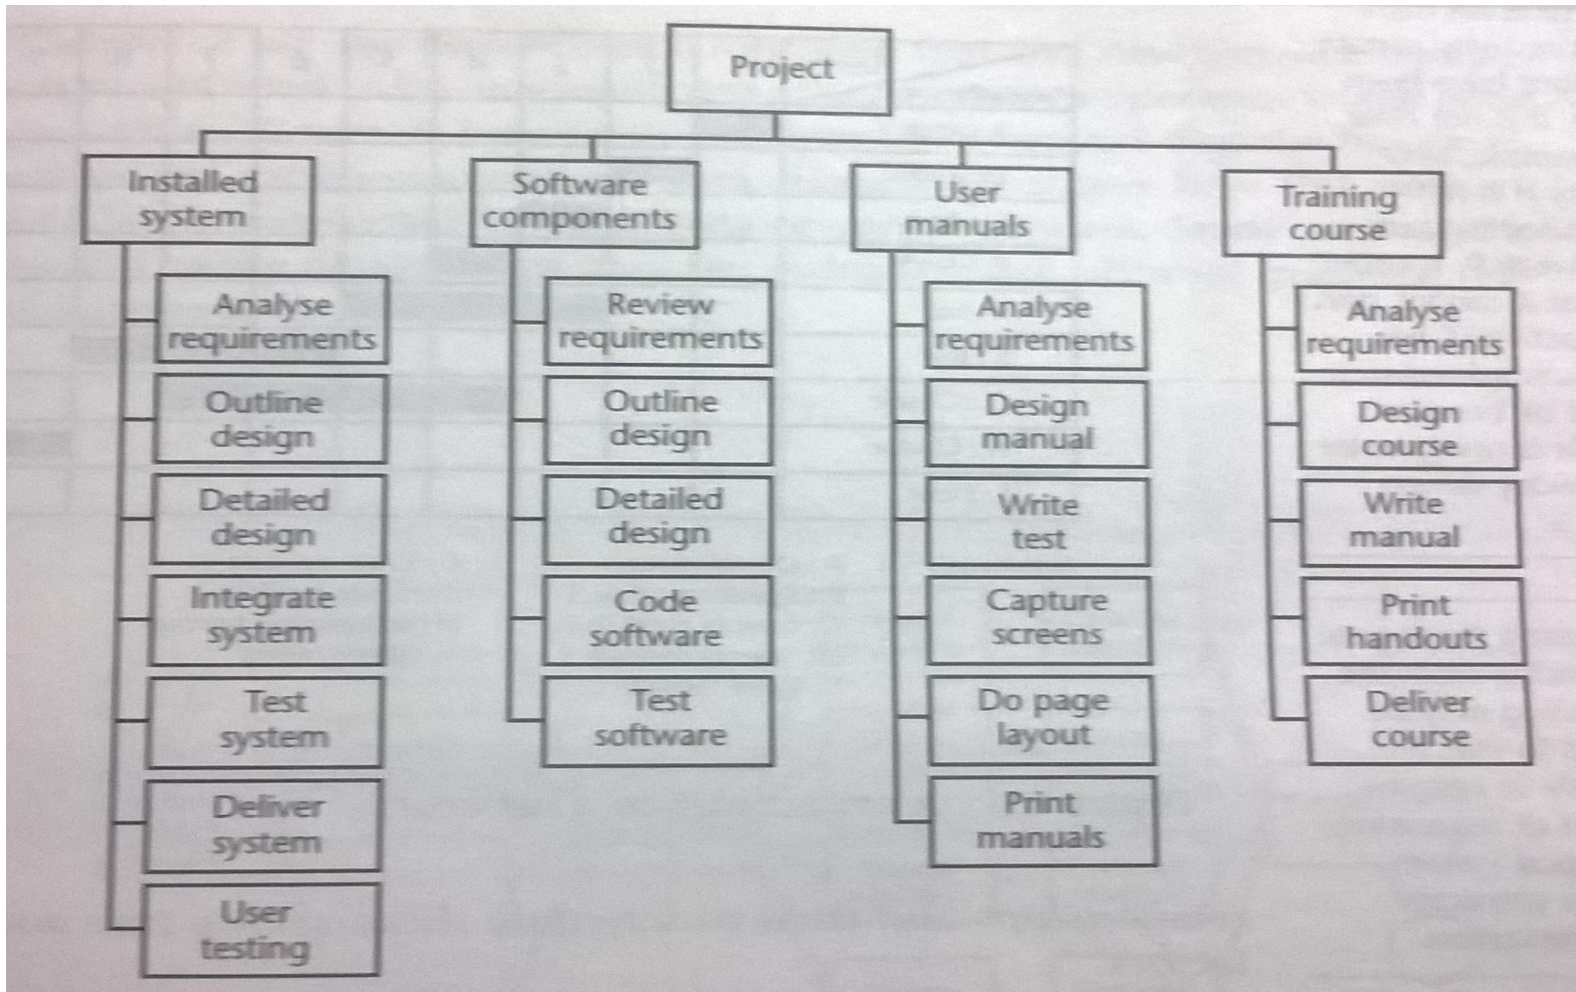 Project
Installed
system
Analyse
requirements
Outline
design
Detailed
design
Integrate
system
Test
system
Deliver
system
User
testing
Software
components
Review
requirements
Outline
design
Detailed
design
Code
software
Test
software
User
manuals
Analyse
requirements
Design
manual
Write
test
Capture
screens
Do page
layout
Print
manuals
Training
course
Analyse
requirements
Design
course
Write
manual
Print
handouts
Deliver
course